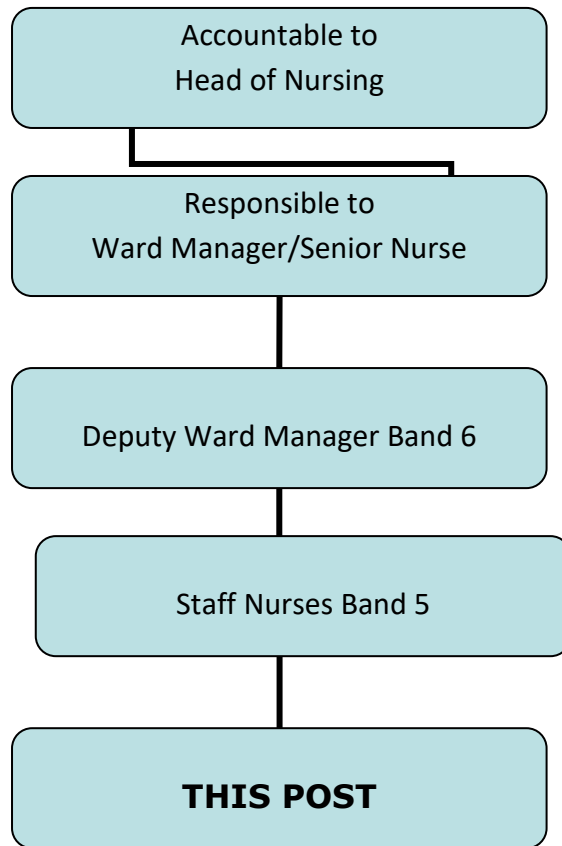 Accountable to
Head of Nursing
Responsible to
Ward Manager/Senior Nurse
Deputy Ward Manager Band 6
Staff Nurses Band 5
THIS POST